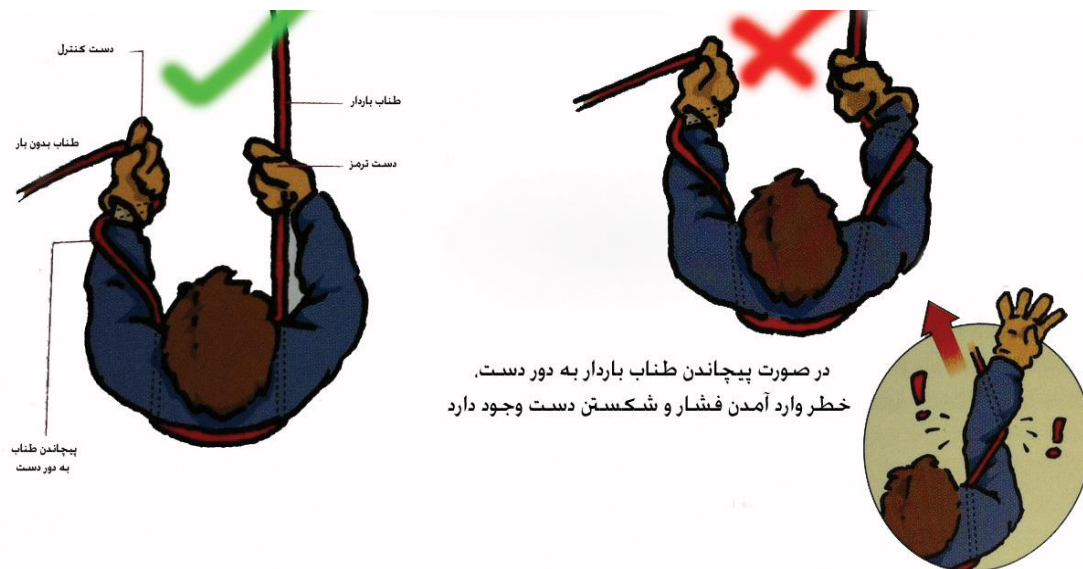 دست کنترل
طناب باردار
طناب بدون بار
دست ترمز
پیچاندن طناب
به دور دست
در صورت پیچاندن طناب باردار به دور دست،
خطر وارد آمدن فشار و شکستن دست وجود دارد